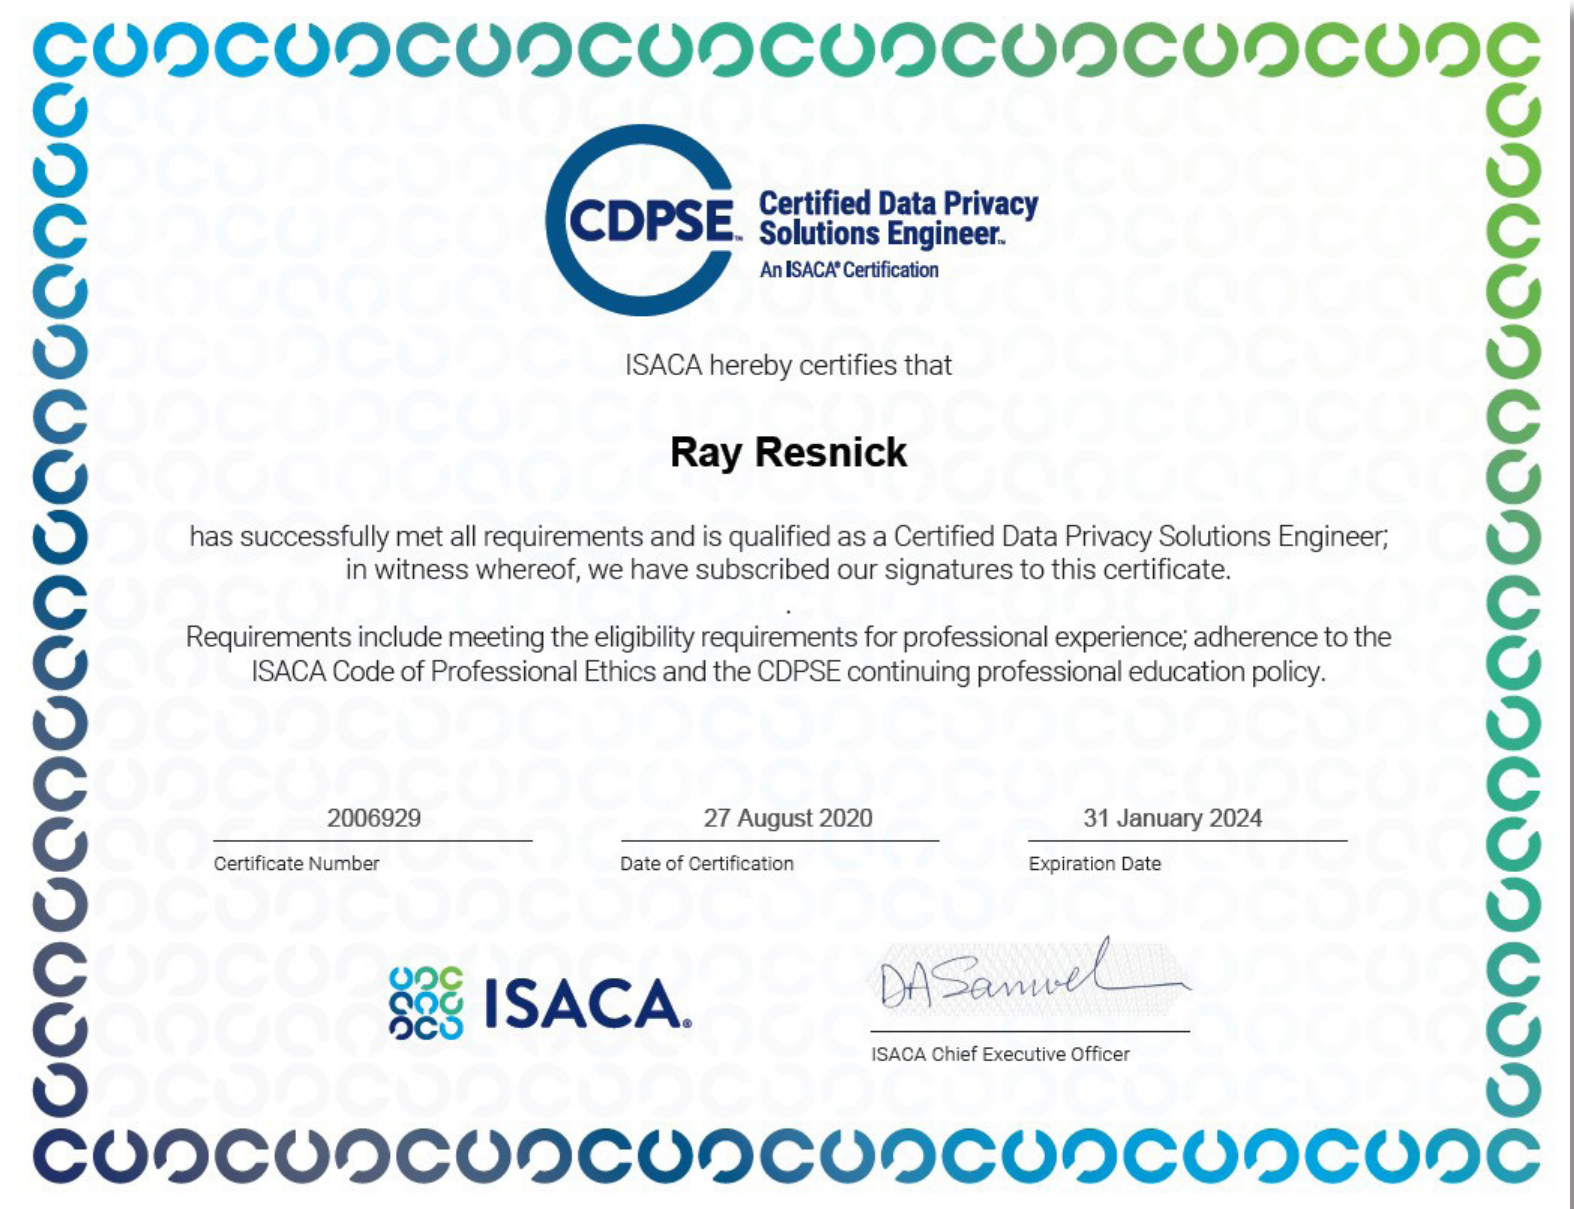 CDPSE™
Certified Data Privacy
Solutions Engineer™
An ISACA® Certification
ISACA hereby certifies that
Ray Resnick
has successfully met all requirements and is qualified as a Certified Data Privacy Solutions Engineer;
in witness whereof, we have subscribed our signatures to this certificate.
.
Requirements include meeting the eligibility requirements for professional experience; adherence to the
ISACA Code of Professional Ethics and the CDPSE continuing professional education policy.
2006929
27 August 2020
31 January 2024
Certificate Number
Date of Certification
Expiration Date
ISACA®
DASamuel
ISACA Chief Executive Officer